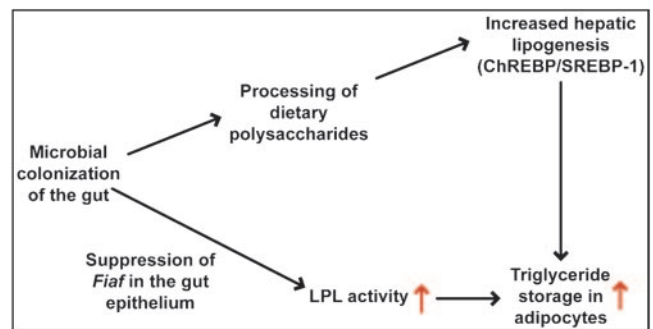 Increased hepatic
lipogenesis
(ChREBP/SREBP-1)
Processing of
dietary
polysaccharides
Microbial
colonization
of the gut
Suppression of
Fiaf in the gut
epithelium
LPL activity
Triglyceride
storage in
adipocytes